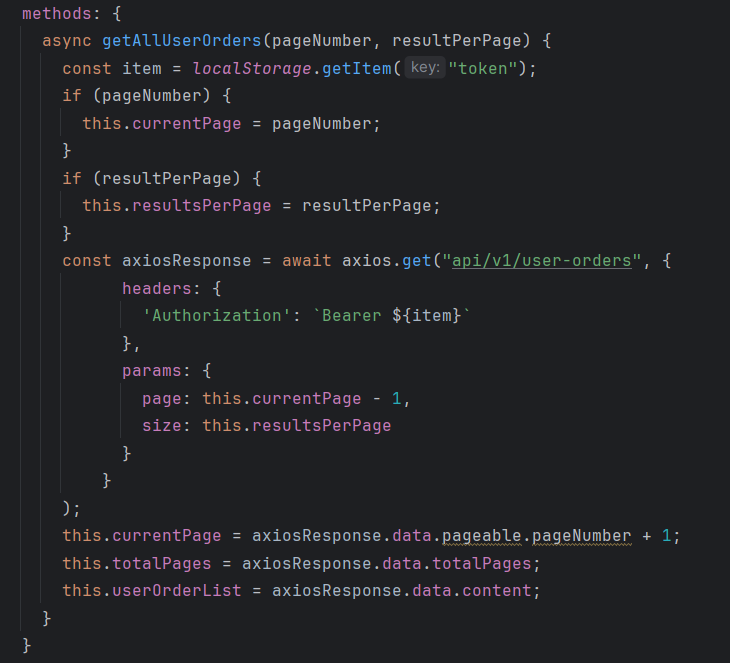 methods: {
  async getAllUserOrders(pageNumber, resultPerPage) {
    const item = localStorage.getItem( key: "token");
    if (pageNumber) {
      this.currentPage = pageNumber;
    }
    if (resultPerPage) {
      this.resultsPerPage = resultPerPage;
    }
    const axiosResponse = await axios.get("api/v1/user-orders", {
          headers: {
            'Authorization': `Bearer ${item}`
          },
          params: {
            page: this.currentPage - 1,
            size: this.resultsPerPage
          }
        }
    );
    this.currentPage = axiosResponse.data.pageable.pageNumber + 1;
    this.totalPages = axiosResponse.data.totalPages;
    this.userOrderList = axiosResponse.data.content;
  }
}